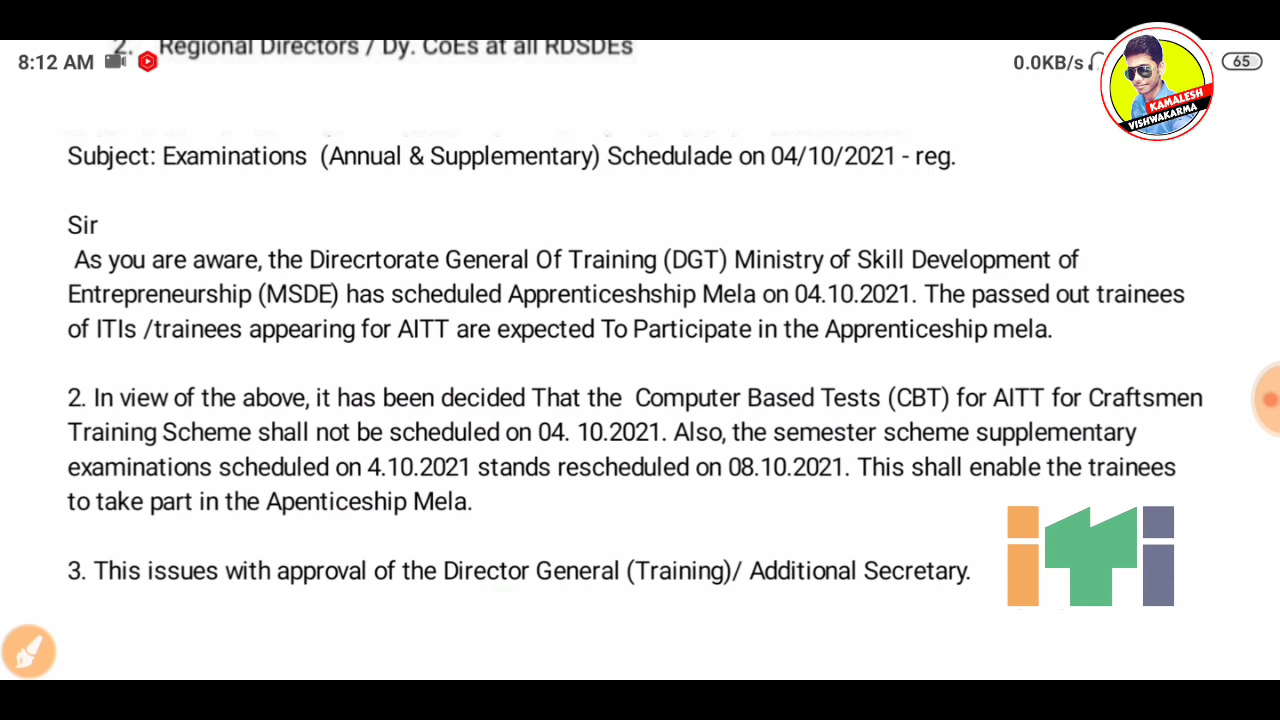 2. Regional Directors / Dy. CoEs at all RDSDEs
8:12 AM
0.0KB/s
65
KAMALESH
VISHWAKARMA
Subject: Examinations (Annual & Supplementary) Schedulade on 04/10/2021 - reg.
Sir
As you are aware, the Direcrtorate General Of Training (DGT) Ministry of Skill Development of
Entrepreneurship (MSDE) has scheduled Apprenticeshship Mela on 04.10.2021. The passed out trainees
of ITIs /trainees appearing for AITT are expected To Participate in the Apprenticeship mela.
2. In view of the above, it has been decided That the Computer Based Tests (CBT) for AITT for Craftsmen
Training Scheme shall not be scheduled on 04. 10.2021. Also, the semester scheme supplementary
examinations scheduled on 4.10.2021 stands rescheduled on 08.10.2021. This shall enable the trainees
to take part in the Apenticeship Mela.
3. This issues with approval of the Director General (Training)/ Additional Secretary.
iTi